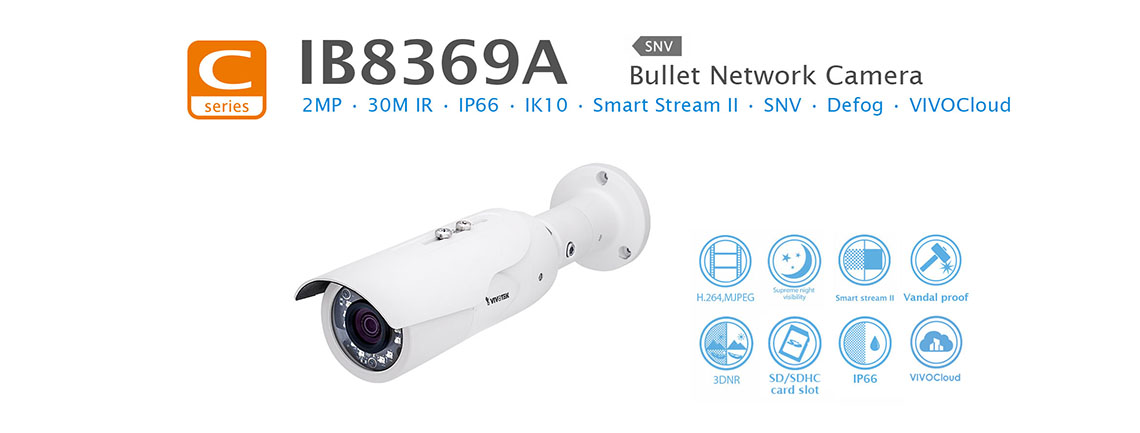 C
series
IB8369A
SNV
Bullet Network Camera
2MP · 30M IR · IP66 · IK10 · Smart Stream II · SNV · Defog · VIVOCloud
VIVOTEK
H.264,MJPEG
Supreme night
visibility
Smart stream II
Vandal proof
3DNR
SD/SDHC
card slot
IP66
VIVOCloud